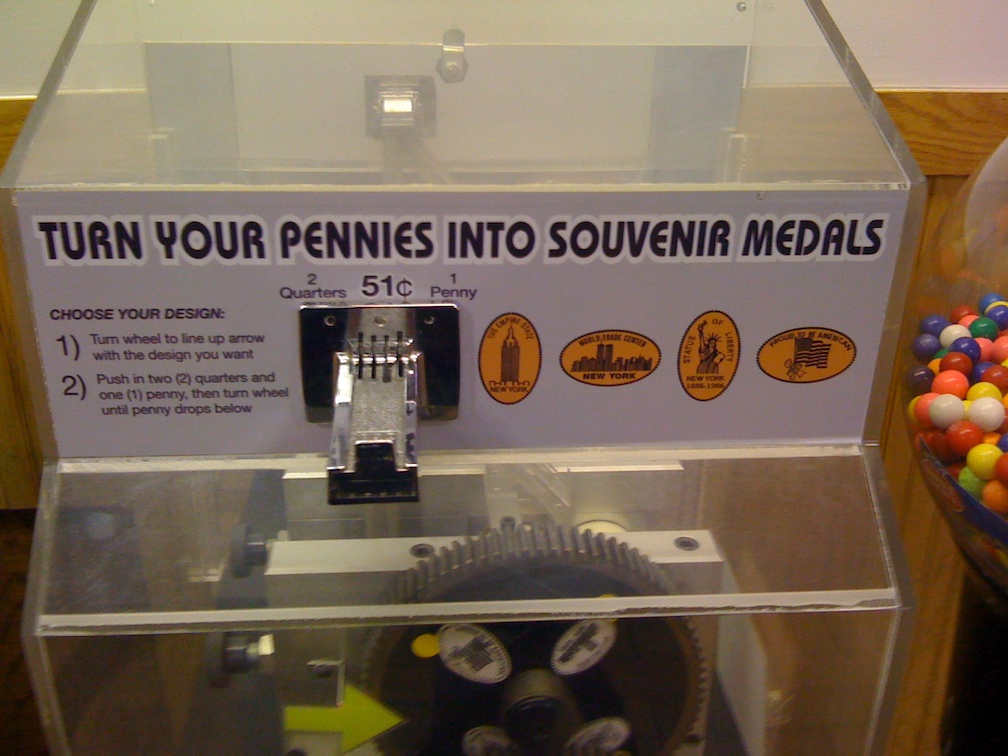 TURN YOUR PENNIES INTO SOUVENIR MEDALS
2 Quarters 51¢ 1 Penny
CHOOSE YOUR DESIGN:
1) Turn wheel to line up arrow
with the design you want
2) Push in two (2) quarters and
one (1) penny, then turn wheel
until penny drops below
THE EMPIRE STATE
NEW YORK
WORLD TRADE CENTER
NEW YORK
STATUE OF LIBERTY
NEW YORK
1886-1986
PROUD TO BE AMERICAN